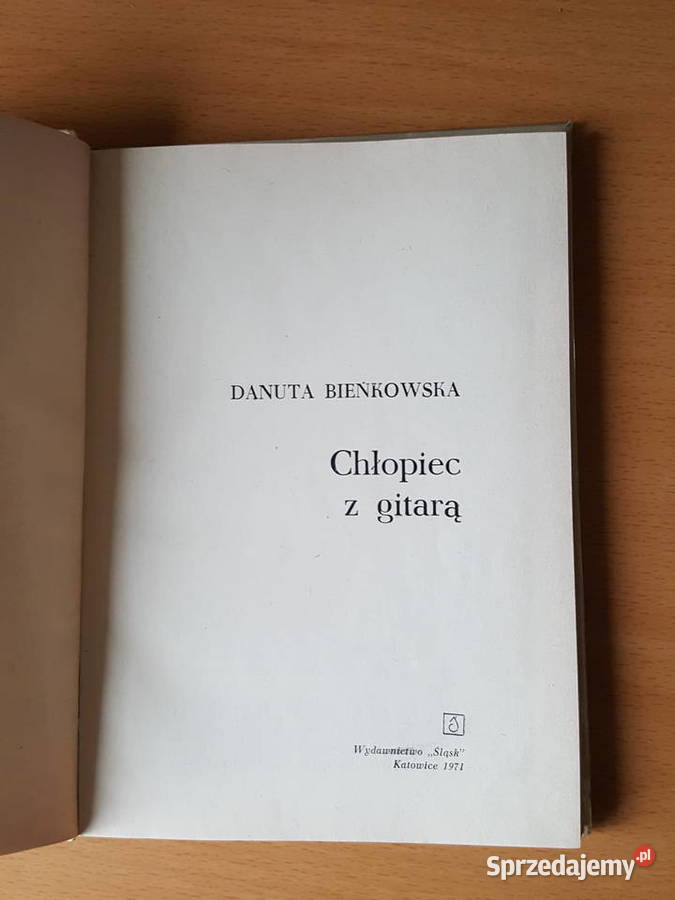 DANUTA BIEŃKOWSKA
Chłopiec
z gitarą
Wydawnictwo „Śląsk"
Katowice 1971
Sprzedajemy.pl